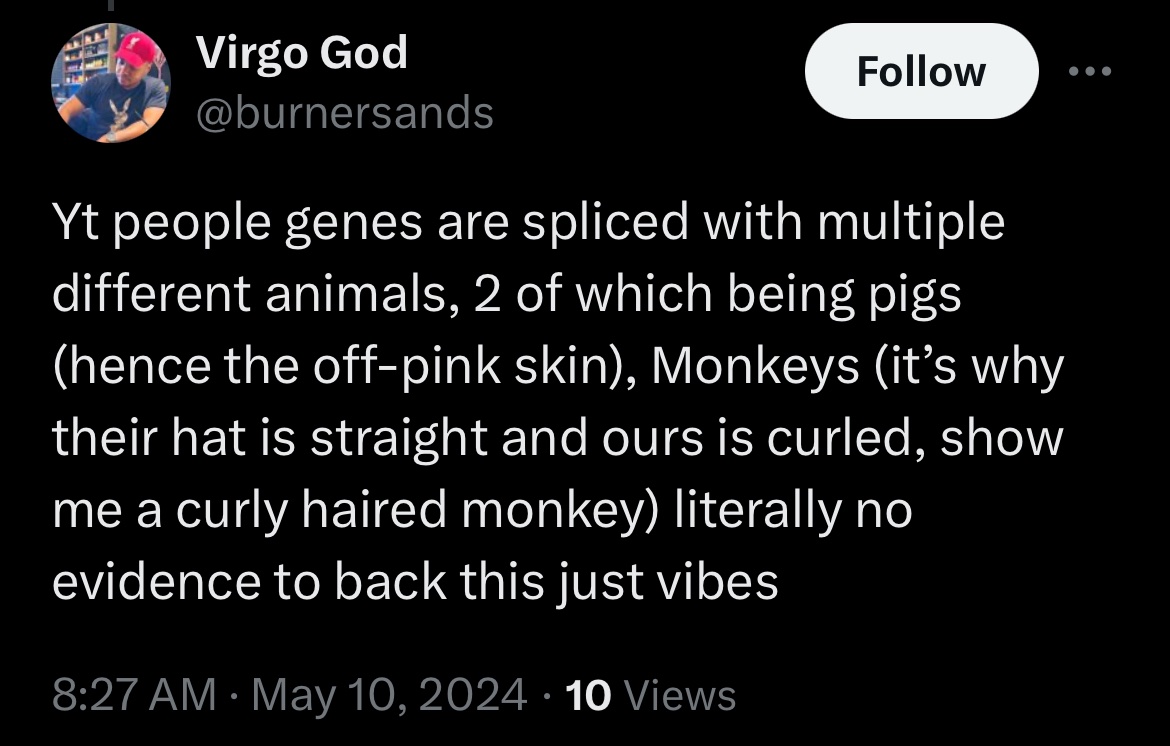 Virgo God
@burnersands
Follow
Yt people genes are spliced with multiple
different animals, 2 of which being pigs
(hence the off-pink skin), Monkeys (it’s why
their hat is straight and ours is curled, show
me a curly haired monkey) literally no
evidence to back this just vibes
8:27 AM · May 10, 2024 · 10 Views